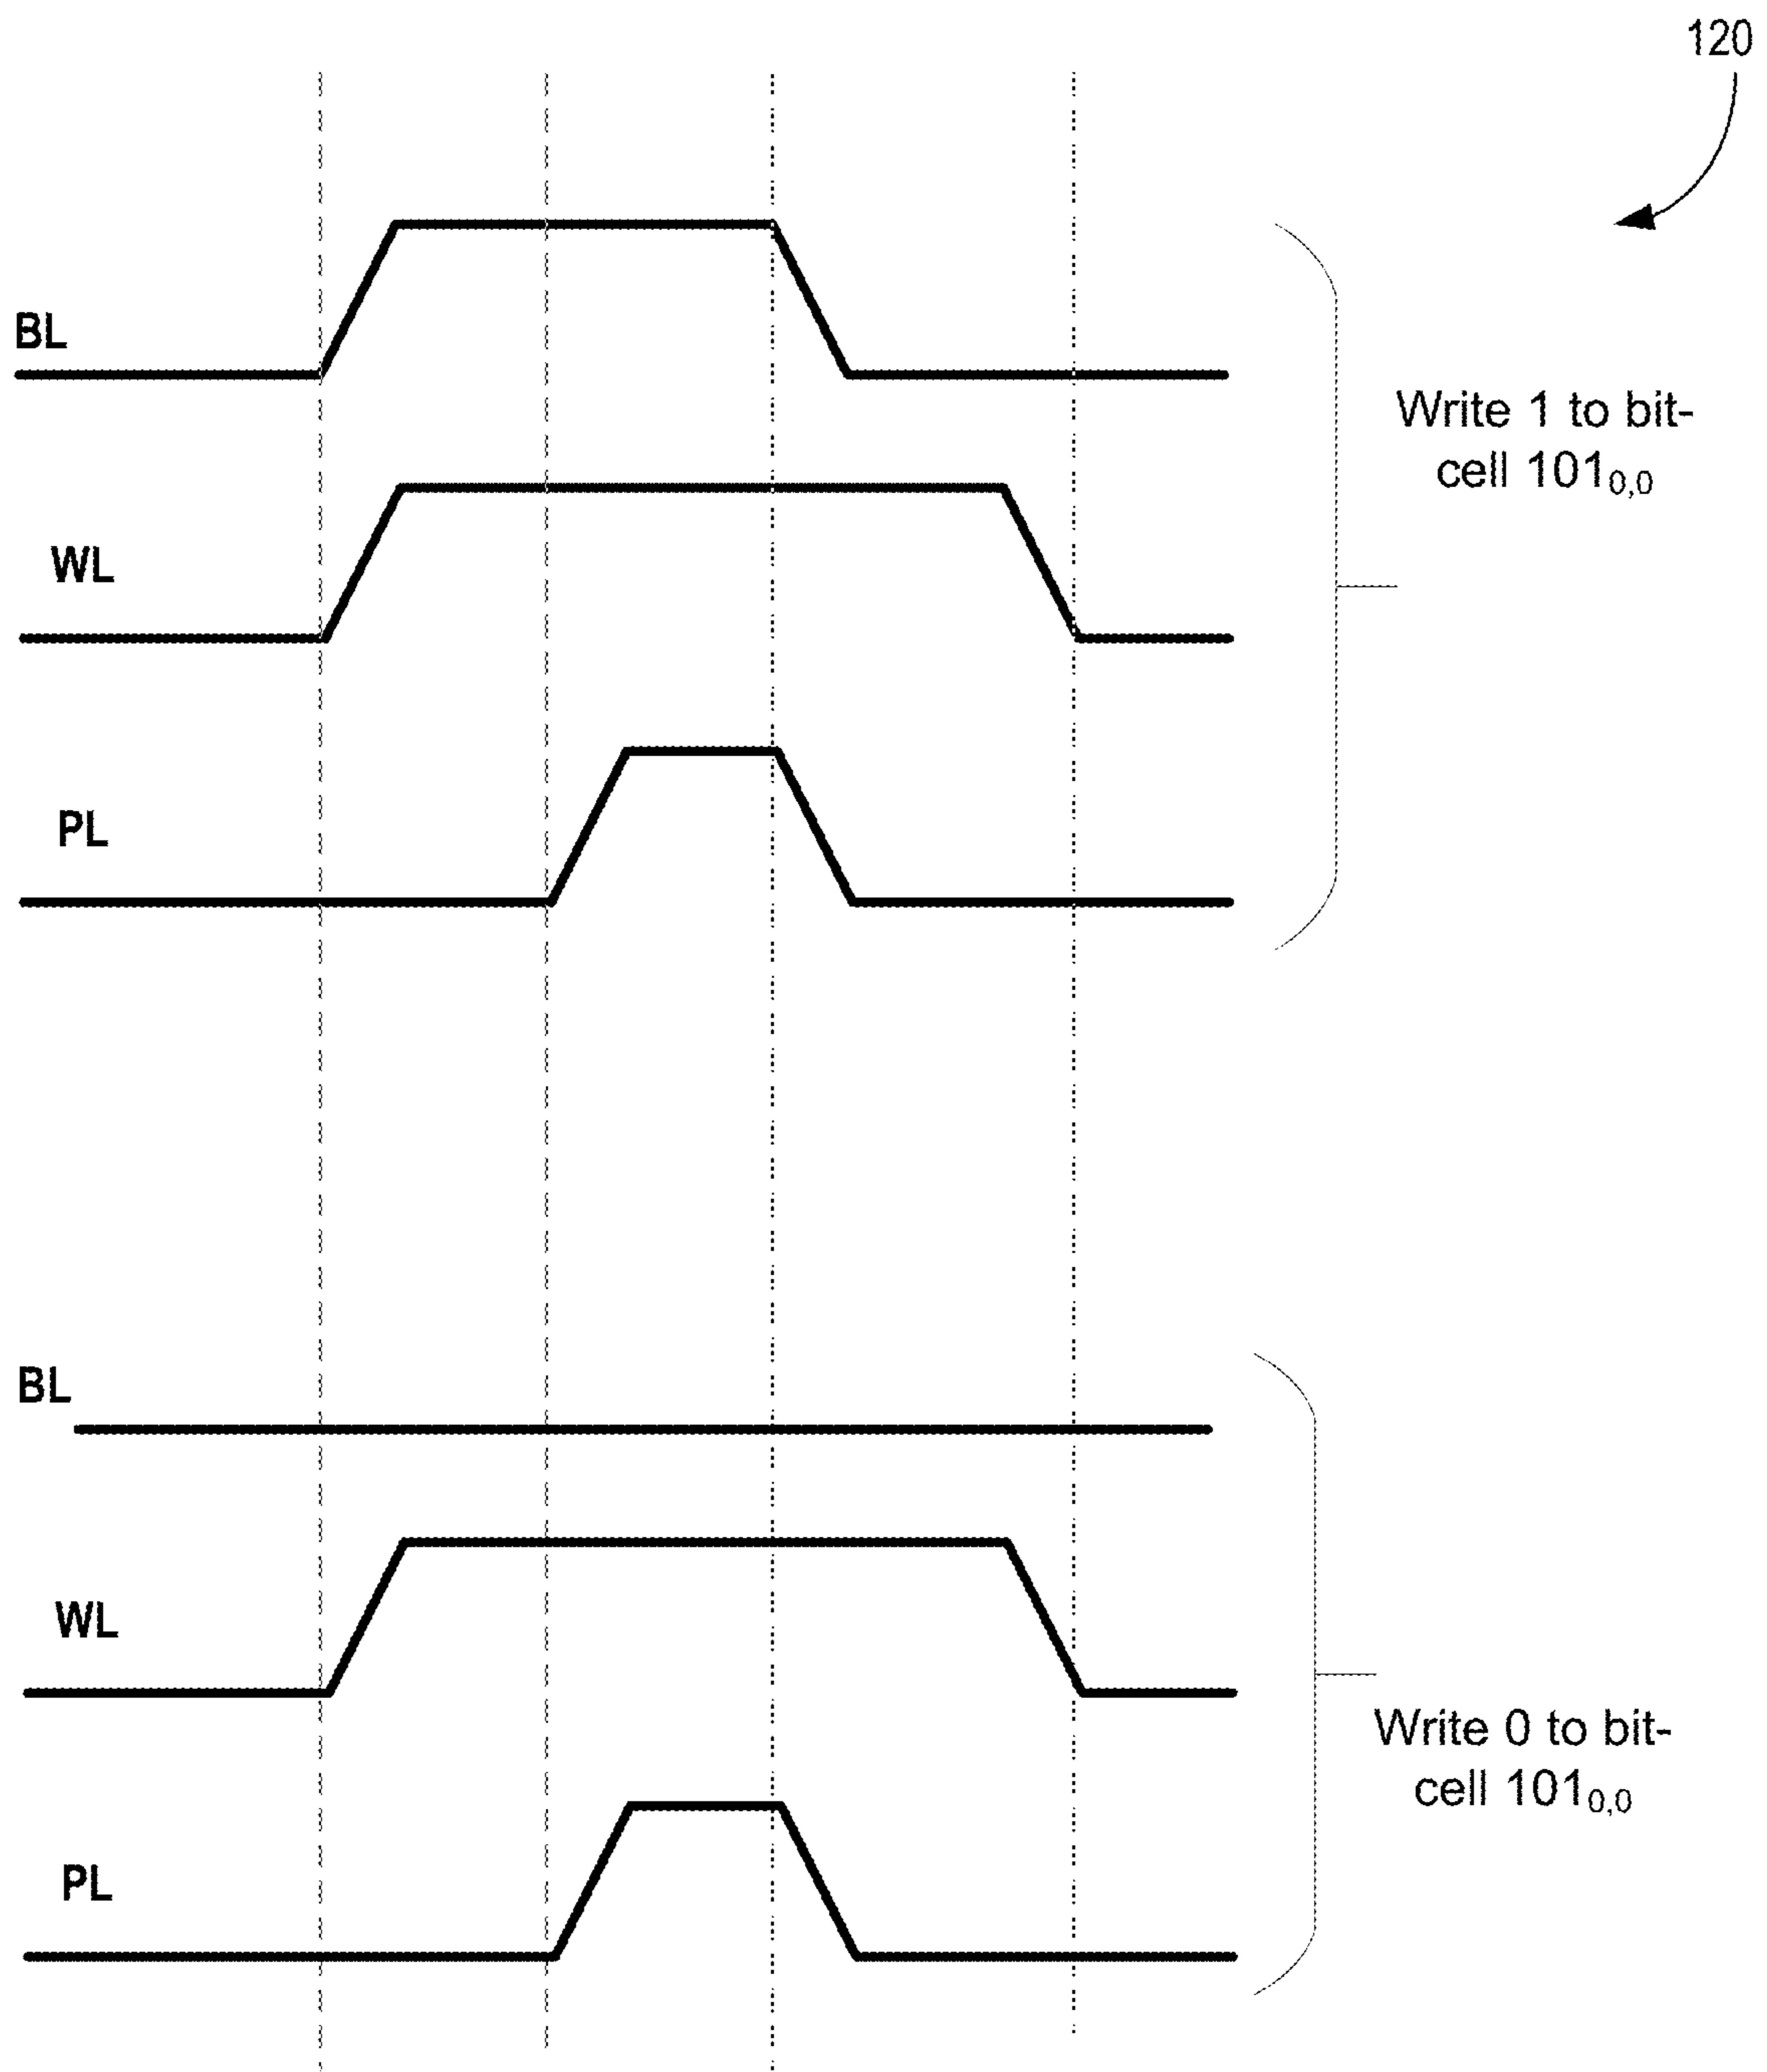 120
BL
Write 1 to bit-
cell 101₀,₀
WL
PL
BL
WL
Write 0 to bit-
cell 101₀,₀
PL